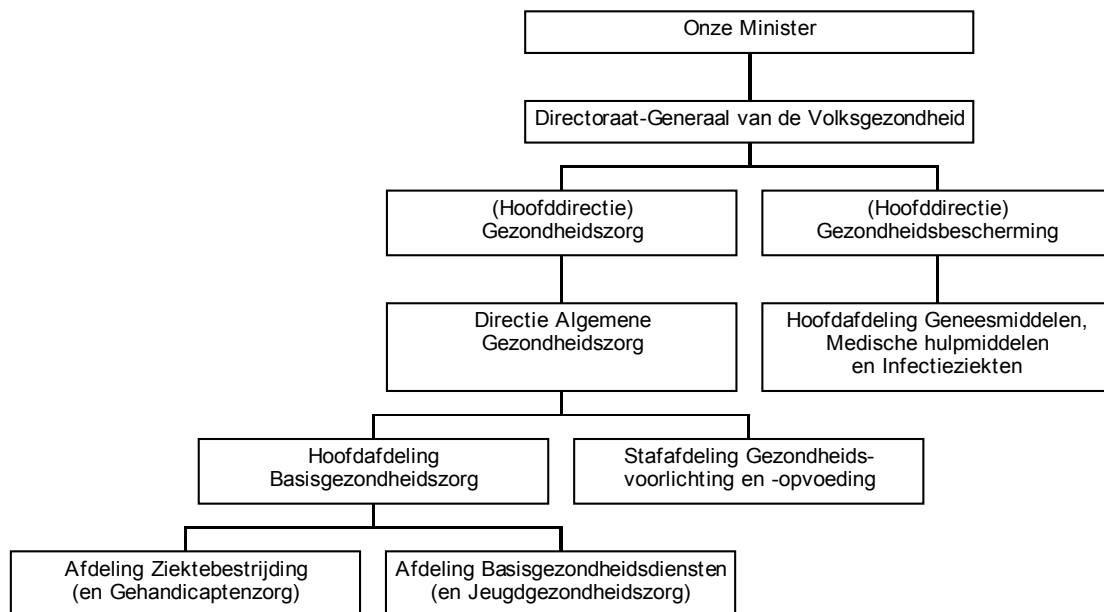 Onze Minister
Directoraat-Generaal van de Volksgezondheid
(Hoofddirectie)
Gezondheidszorg
(Hoofddirectie)
Gezondheidsbescherming
Directie Algemene
Gezondheidszorg
Hoofdafdeling Geneesmiddelen,
Medische hulpmiddelen
en Infectieziekten
Hoofdafdeling
Basisgezondheidszorg
Stafafdeling Gezondheids-
voorlichting en -opvoeding
Afdeling Ziektebestrijding
(en Gehandicaptenzorg)
Afdeling Basisgezondheidsdiensten
(en Jeugdgezondheidszorg)